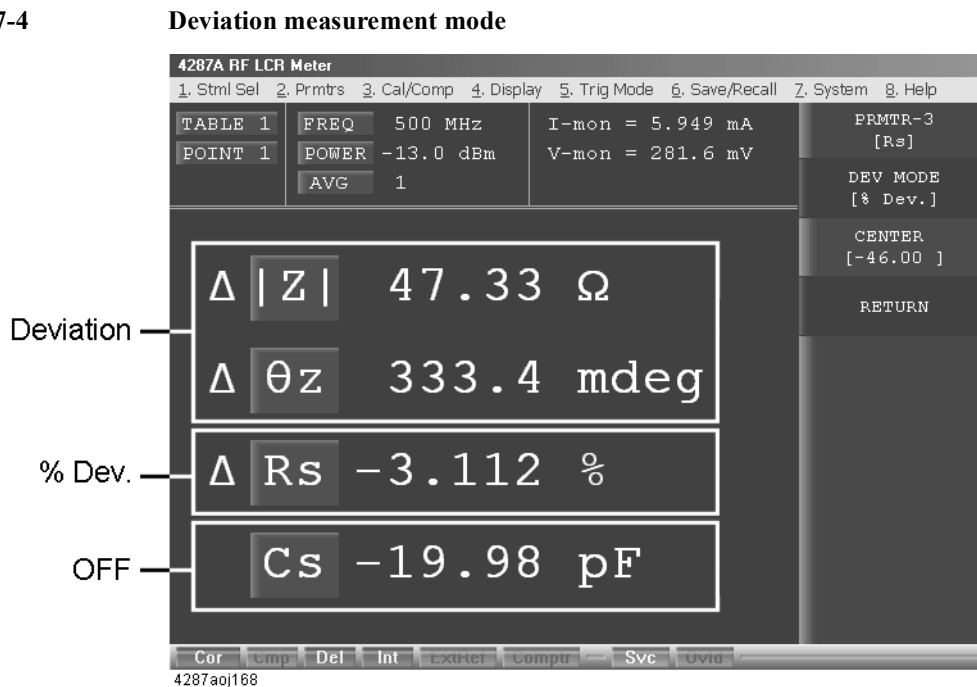 7-4 Deviation measurement mode
4287A RF LCR Meter
1. Stml Sel 2. Prmtrs 3. Cal/Comp 4. Display 5. Trig Mode 6. Save/Recall 7. System 8. Help
TABLE 1 FREQ 500 MHz I-mon = 5.949 mA
POINT 1 POWER -13.0 dBm V-mon = 281.6 mV
AVG 1
PRMTR-3
[Rs]
DEV MODE
[% Dev.]
CENTER
[-46.00 ]
RETURN
Deviation
Δ |Z| 47.33 Ω
Δ θz 333.4 mdeg
% Dev. Δ Rs -3.112 %
OFF Cs -19.98 pF
Cor Cmp Del Int ExtRef Comptr Svc Ovld
4287aoj168